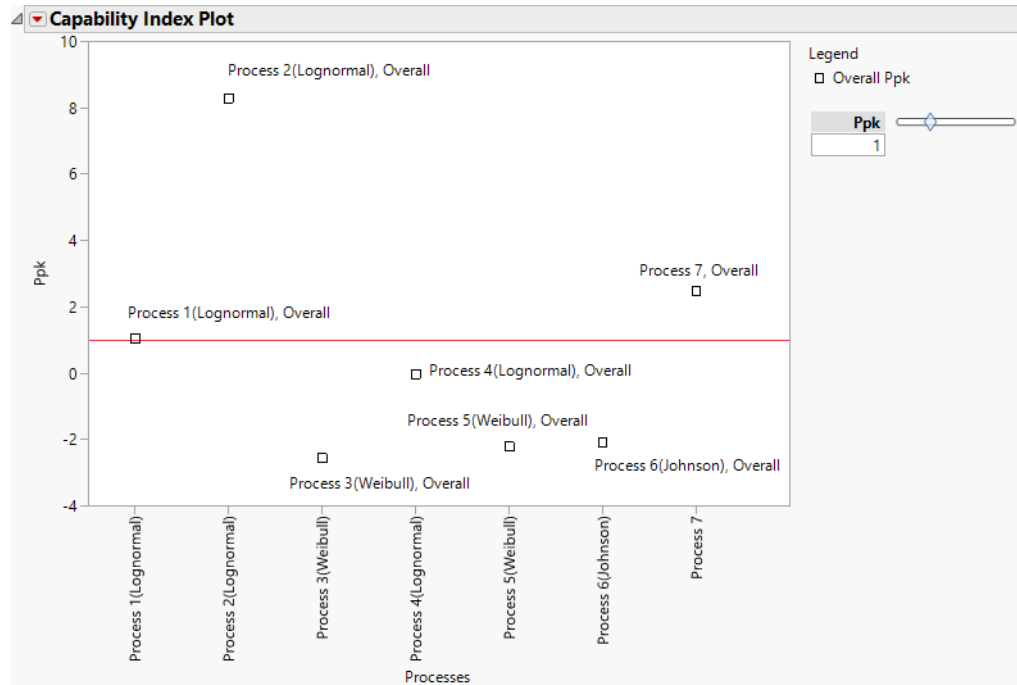 Capability Index Plot
10
8
6
4
2
0
-2
-4
Ppk
Process 2(Lognormal), Overall
Process 7, Overall
Process 1(Lognormal), Overall
Process 4(Lognormal), Overall
Process 5(Weibull), Overall
Process 6(Johnson), Overall
Process 3(Weibull), Overall
Process 1(Lognormal)
Process 2(Lognormal)
Process 3(Weibull)
Process 4(Lognormal)
Process 5(Weibull)
Process 6(Johnson)
Process 7
Processes
Legend
Overall Ppk
Ppk
1